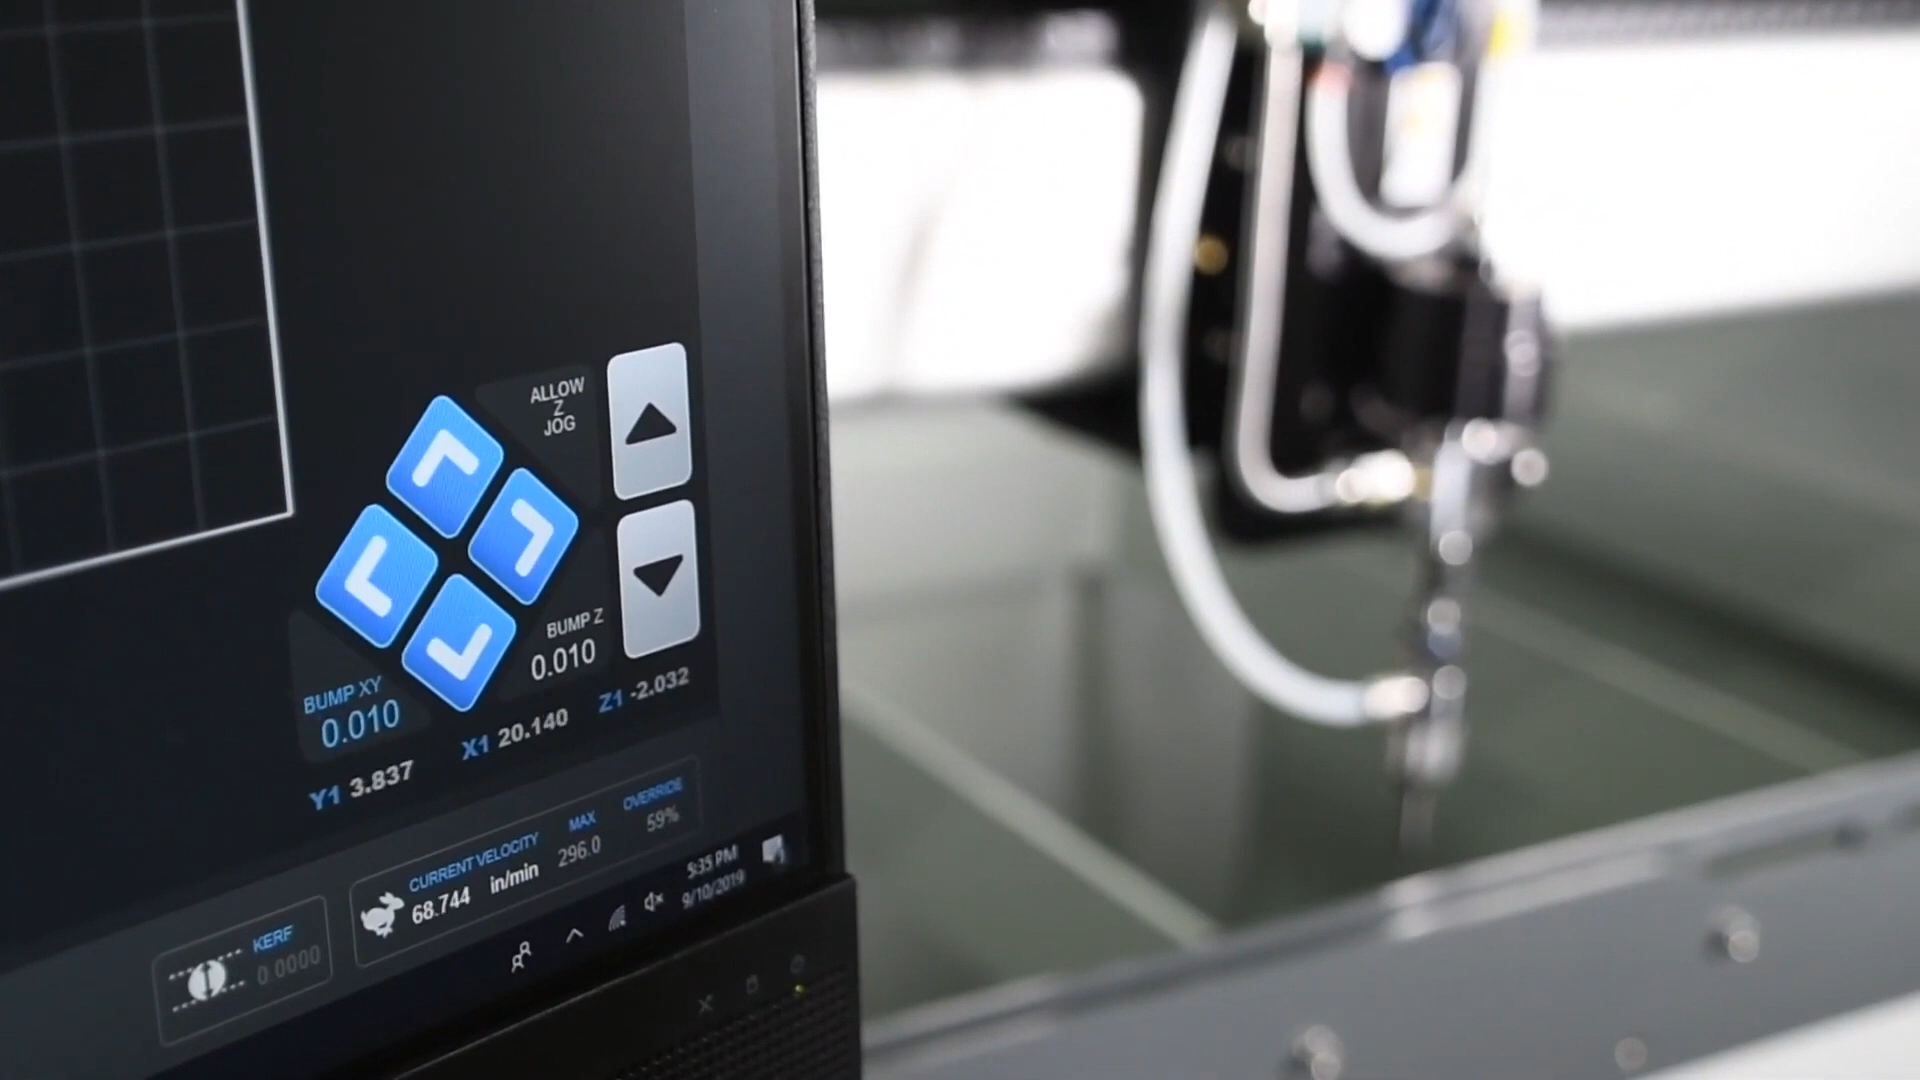 ALLOW
Z
JOG
BUMP Z
0.010
BUMP XY
0.010
Z1 -2.032
X1 20.140
Y1 3.837
CURRENT VELOCITY
68.744 in/min
MAX
296.0
OVERRIDE
59%
KERF
0.0000
5:35 PM
9/10/2019